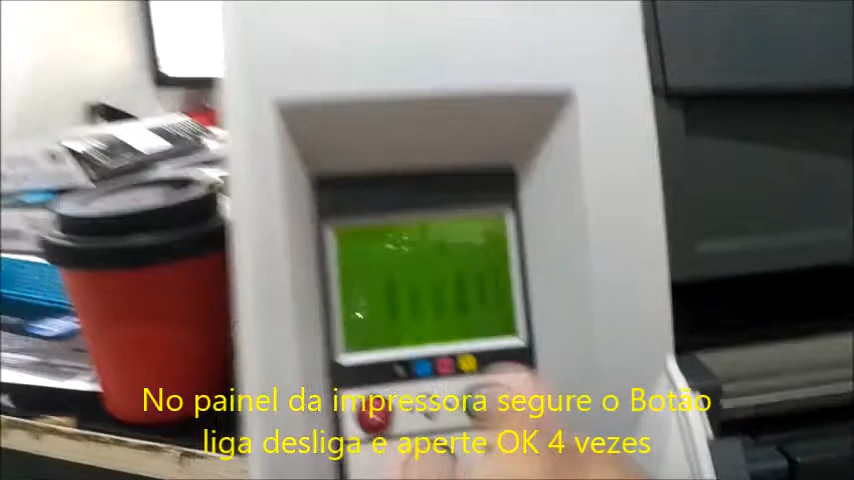 No painel da impressora segure o Botão
liga desliga e aperte OK 4 vezes